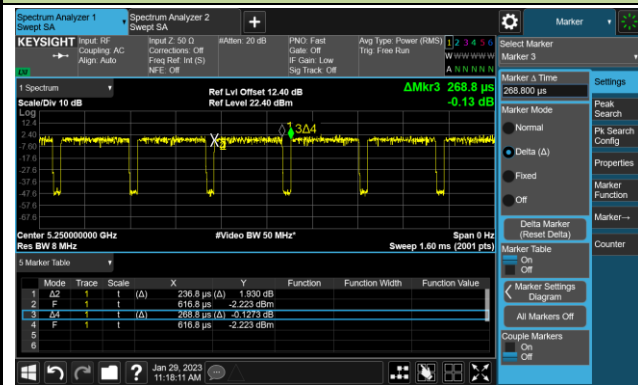 Spectrum Analyzer 1
Swept SA
Spectrum Analyzer 2
Swept SA
+
Marker
KEYSIGHT Input: RF Input Z: 50 Ω #Atten: 20 dB PNO: Fast Avg Type: Power (RMS) 1 2 3 4 5 6
Coupling: AC Corrections: Off Gate: Off Trig: Free Run
Align: Auto Freq Ref: Int (S) IF Gain: Low W W W W W W
NFE: Off Sig Track: Off A N N N N N
LXI
Select Marker
Marker 3
1 Spectrum
Ref Lvl Offset 12.40 dB
ΔMkr3 268.8 µs
Scale/Div 10 dB
Ref Level 22.40 dBm
-0.13 dB
Log
12.4
2.40
-7.60
-17.6
-27.6
-37.6
-47.6
-57.6
-67.6
3Δ4
Center 5.250000000 GHz
#Video BW 50 MHz*
Span 0 Hz
Res BW 8 MHz
Sweep 1.60 ms (2001 pts)
5 Marker Table
Mode Trace Scale X Y Function Function Width Function Value
1 Δ2 1 t (Δ) 236.8 µs (Δ) 1.930 dB
2 F 1 t 616.8 µs -2.223 dBm
3 Δ4 1 t (Δ) 268.8 µs (Δ) -0.1273 dB
4 F 1 t 616.8 µs -2.223 dBm
5
6
Marker Δ Time
268.800 µs
Marker Mode
Normal
Delta (Δ)
Fixed
Off
Delta Marker
(Reset Delta)
Marker Table
On
Off
Marker Settings
Diagram
All Markers Off
Couple Markers
On
Off
Settings
Peak
Search
Pk Search
Config
Properties
Marker
Function
Marker→
Counter
?
Jan 29, 2023
11:18:11 AM